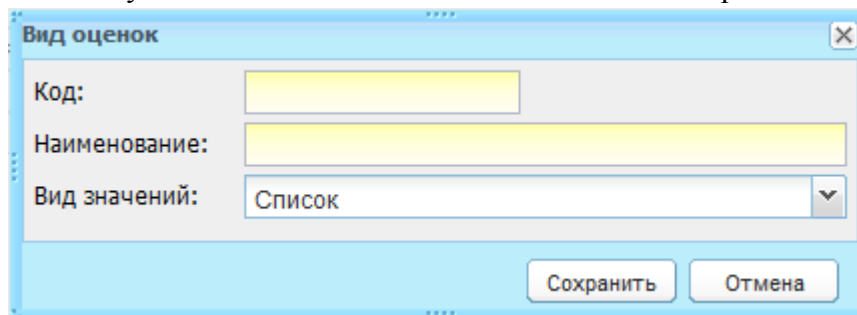 Вид оценок
Код:
Наименование:
Вид значений: Список
Сохранить Отмена